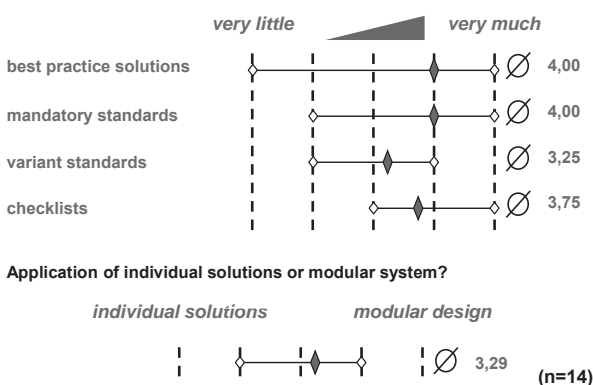 very little very much
best practice solutions Ø 4,00
mandatory standards Ø 4,00
variant standards Ø 3,25
checklists Ø 3,75
Application of individual solutions or modular system?
individual solutions modular design
Ø 3,29
(n=14)